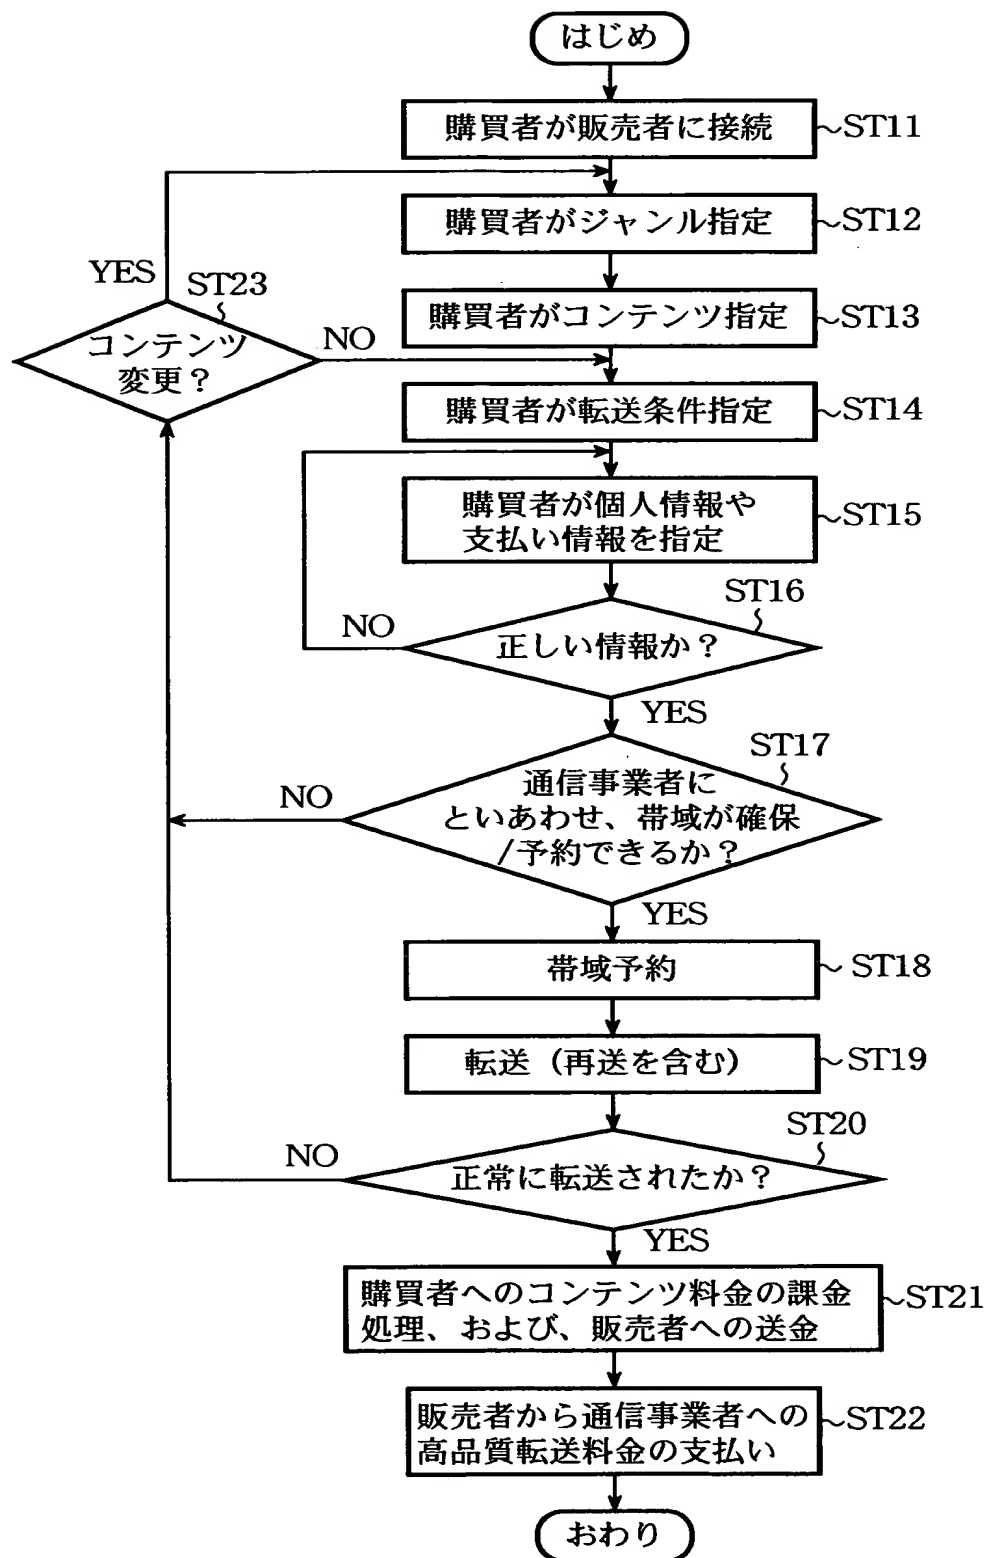 はじめ
購買者が販売者に接続
ST11
購買者がジャンル指定
ST12
YES
ST23
コンテンツ
変更？
NO
購買者がコンテンツ指定
ST13
購買者が転送条件指定
ST14
購買者が個人情報や
支払い情報を指定
ST15
ST16
NO
正しい情報か？
YES
ST17
NO
通信事業者に
といあわせ、帯域が確保
/予約できるか？
YES
帯域予約
ST18
転送（再送を含む）
ST19
ST20
NO
正常に転送されたか？
YES
購買者へのコンテンツ料金の課金
処理、および、販売者への送金
ST21
販売者から通信事業者への
高品質転送料金の支払い
ST22
おわり